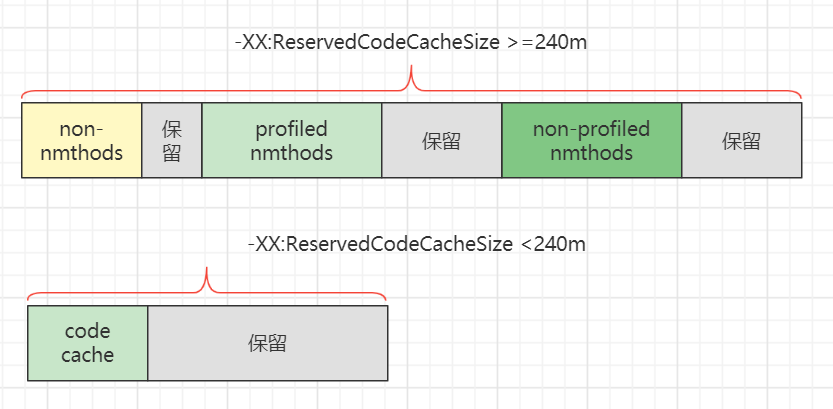 -XX:ReservedCodeCacheSize >=240m
non-
nmthods
保
留
profiled
nmthods
保留
non-profiled
nmthods
保留
-XX:ReservedCodeCacheSize <240m
code
cache
保留